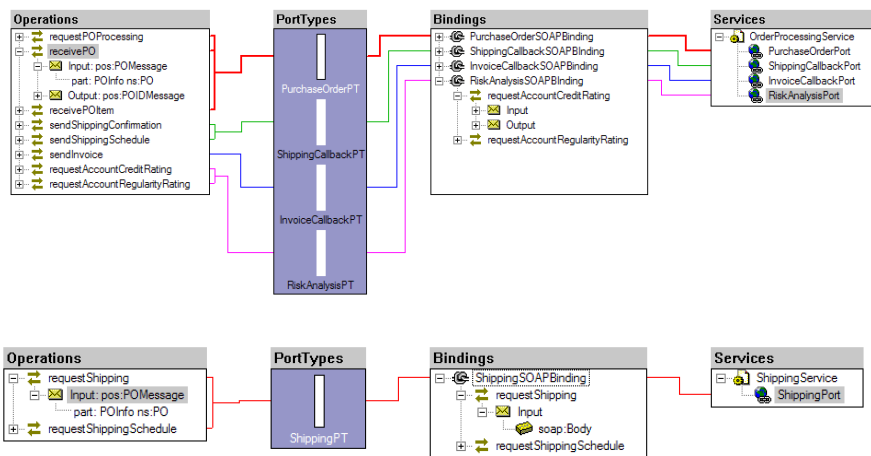 Operations
requestPOProcessing
receivePO
Input: pos:POMessage
part: POInfo ns:PO
Output: pos:POIDMessage
receivePOItem
sendShippingConfirmation
sendShippingSchedule
sendInvoice
requestAccountCreditRating
requestAccountRegularityRating
PortTypes
PurchaseOrderPT
ShippingCallbackPT
InvoiceCallbackPT
RiskAnalysisPT
Bindings
PurchaseOrderSOAPBinding
ShippingCallbackSOAPBInding
InvoiceCallbackSOAPBInding
RiskAnalysisSOAPBInding
requestAccountCreditRating
Input
Output
requestAccountRegularityRating
Services
OrderProcessingService
PurchaseOrderPort
ShippingCallbackPort
InvoiceCallbackPort
RiskAnalysisPort
Operations
requestShipping
Input: pos:POMessage
part: POInfo ns:PO
requestShippingSchedule
PortTypes
ShippingPT
Bindings
ShippingSOAPBinding
requestShipping
Input
soap:Body
requestShippingSchedule
Services
ShippingService
ShippingPort